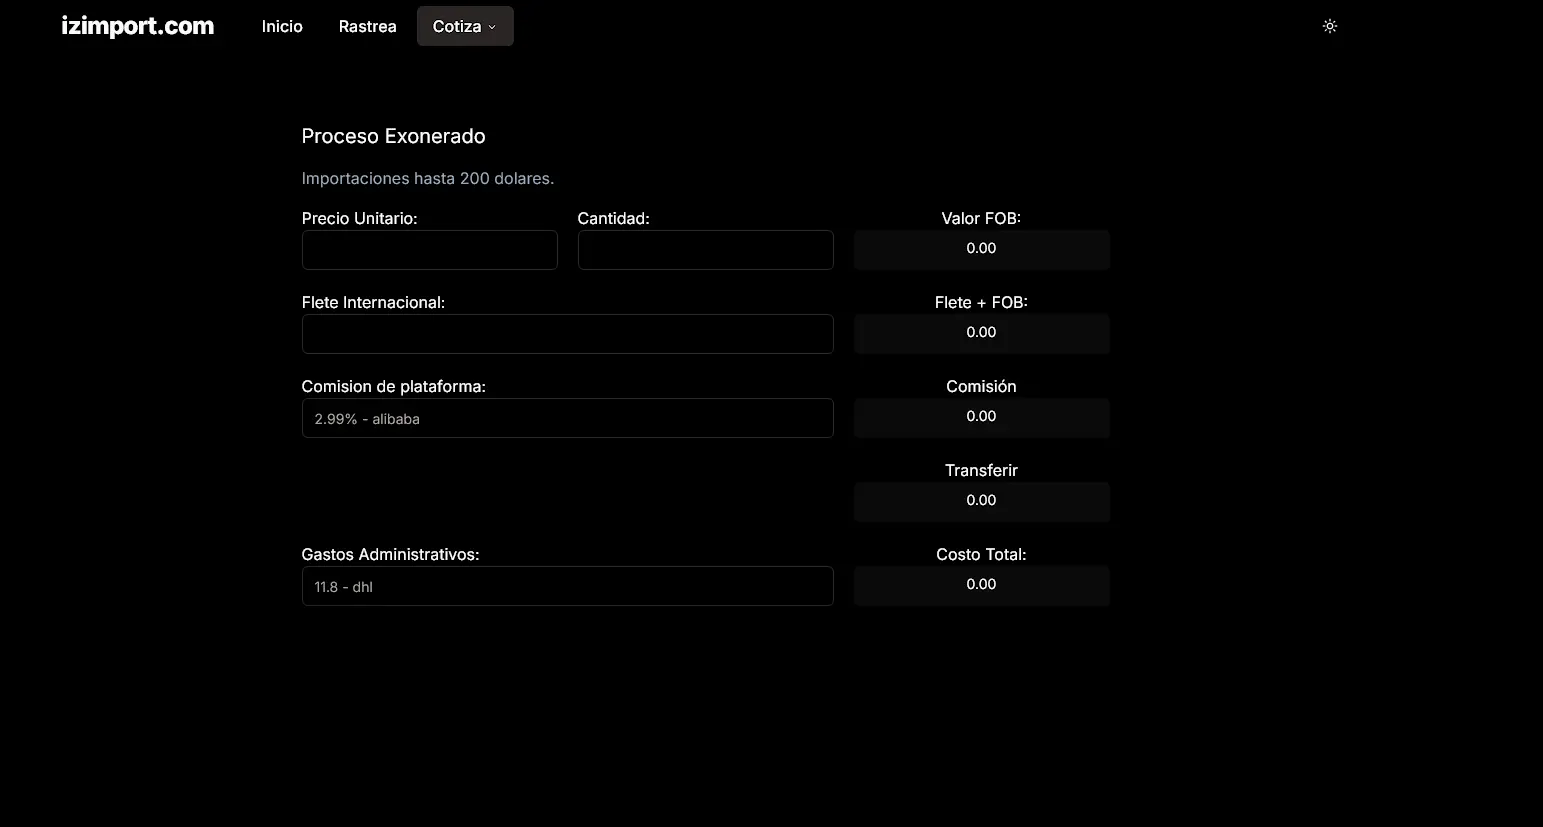 izimport.com Inicio Rastrea Cotiza
Proceso Exonerado
Importaciones hasta 200 dolares.
Precio Unitario: Cantidad: Valor FOB:
0.00
Flete Internacional: Flete + FOB:
0.00
Comision de plataforma: Comisión
2.99% - alibaba 0.00
Transferir
0.00
Gastos Administrativos: Costo Total:
11.8 - dhl 0.00